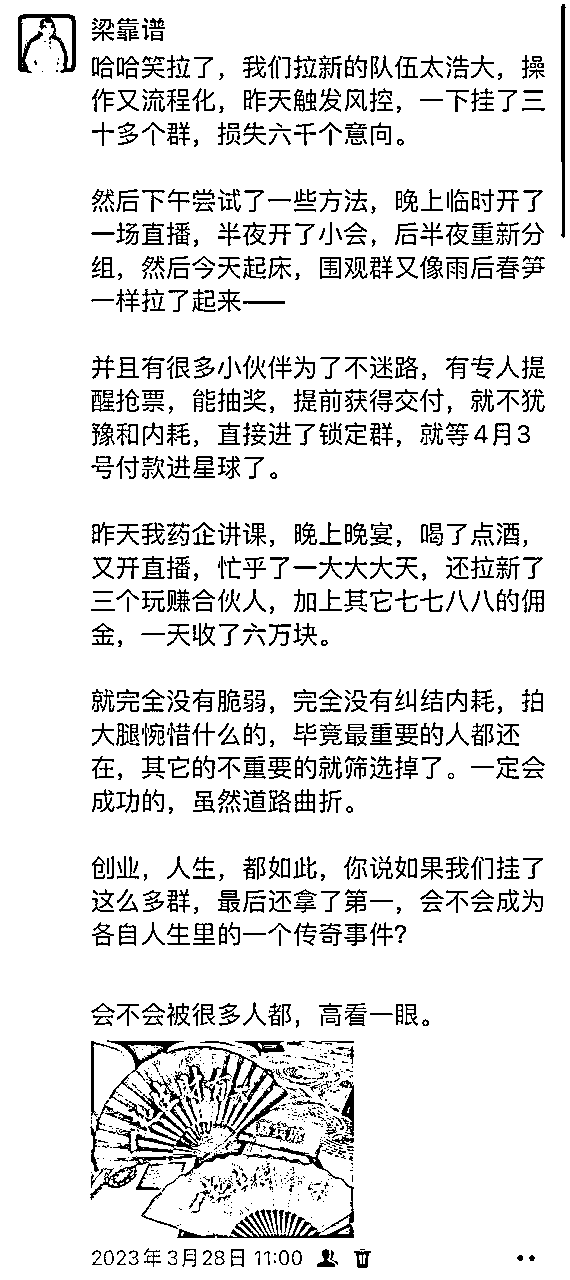 梁靠谱
哈哈笑拉了，我们拉新的队伍太浩大，操
作又流程化，昨天触发风控，一下挂了三
十多个群，损失六千个意向。
然后下午尝试了一些方法，晚上临时开了
一场直播，半夜开了小会，后半夜重新分
组，然后今天起床，围观群又像雨后春笋
一样拉了起来——
并且有很多小伙伴为了不迷路，有专人提
醒抢票，能抽奖，提前获得交付，就不犹
豫和内耗，直接进了锁定群，就等4月3
号付款进星球了。
昨天我药企讲课，晚上晚宴，喝了点酒，
又开直播，忙乎了一大大大天，还拉新了
三个玩赚合伙人，加上其它七七八八的佣
金，一天收了六万块。
就完全没有脆弱，完全没有纠结内耗，拍
大腿惋惜什么的，毕竟最重要的人都还
在，其它的不重要的就筛选掉了。一定会
成功的，虽然道路曲折。
创业，人生，都如此，你说如果我们挂了
这么多群，最后还拿了第一，会不会成为
各自人生里的一个传奇事件？
会不会被很多人都，高看一眼。
2023年3月28日 11:00